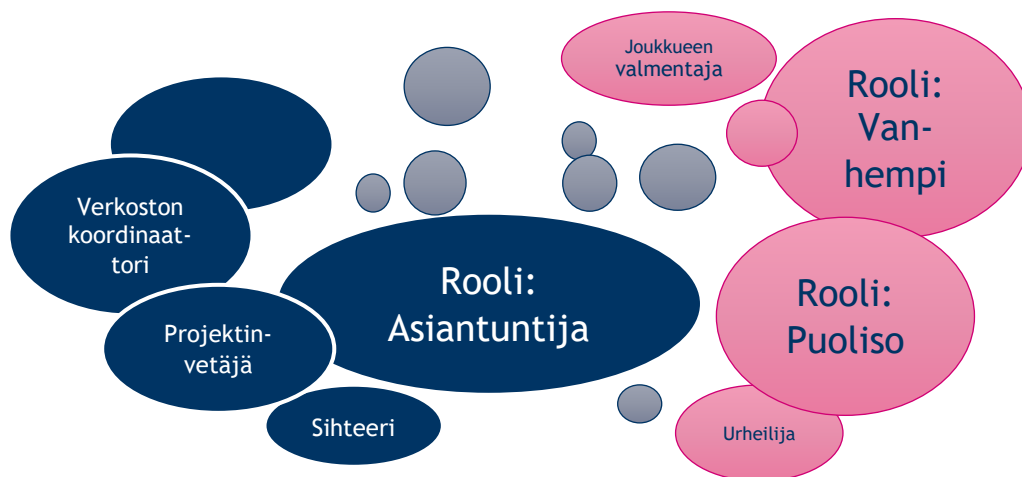 Joukkueen
valmentaja
Rooli:
Van-
hempi
Verkoston
koordinaat-
tori
Rooli:
Asiantuntija
Rooli:
Puoliso
Projektin-
vetäjä
Sihteeri
Urheilija